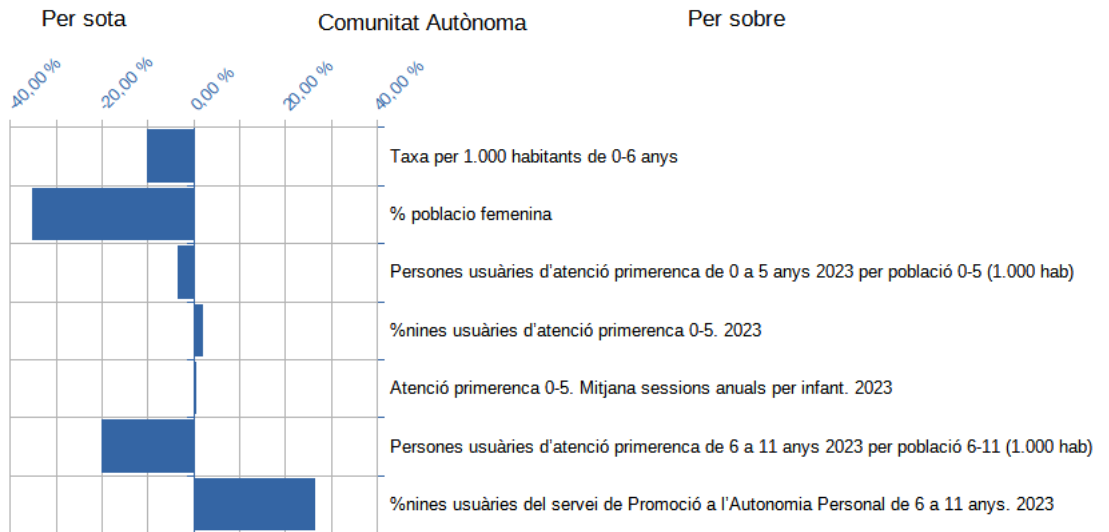 Per sota
Comunitat Autònoma
Per sobre
-40,00 %
-20,00 %
0,00 %
20,00 %
40,00 %
Taxa per 1.000 habitants de 0-6 anys
% poblacio femenina
Persones usuàries d'atenció primerenca de 0 a 5 anys 2023 per població 0-5 (1.000 hab)
%nines usuàries d'atenció primerenca 0-5. 2023
Atenció primerenca 0-5. Mitjana sessions anuals per infant. 2023
Persones usuàries d'atenció primerenca de 6 a 11 anys 2023 per població 6-11 (1.000 hab)
%nines usuàries del servei de Promoció a l'Autonomia Personal de 6 a 11 anys. 2023